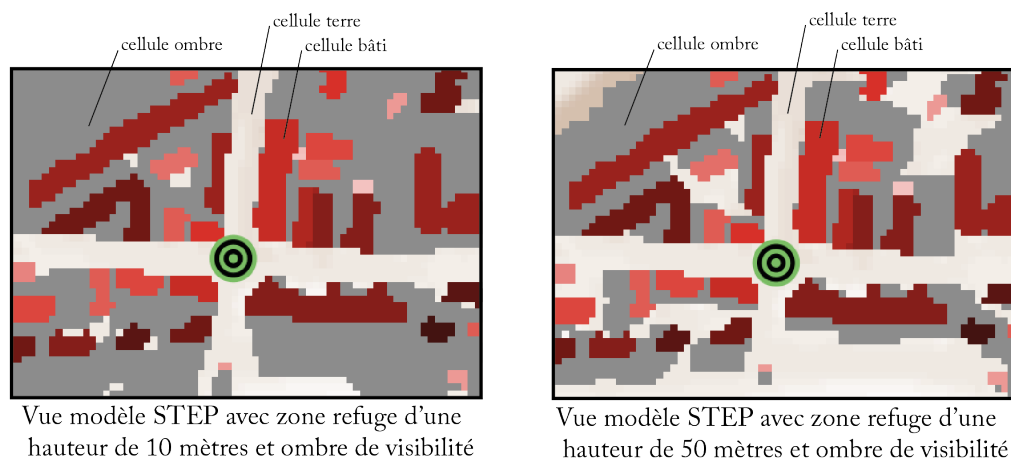 cellule terre
cellule ombre
cellule bâti
cellule terre
cellule ombre
cellule bâti
Vue modèle STEP avec zone refuge d'une
hauteur de 10 mètres et ombre de visibilité
Vue modèle STEP avec zone refuge d'une
hauteur de 50 mètres et ombre de visibilité